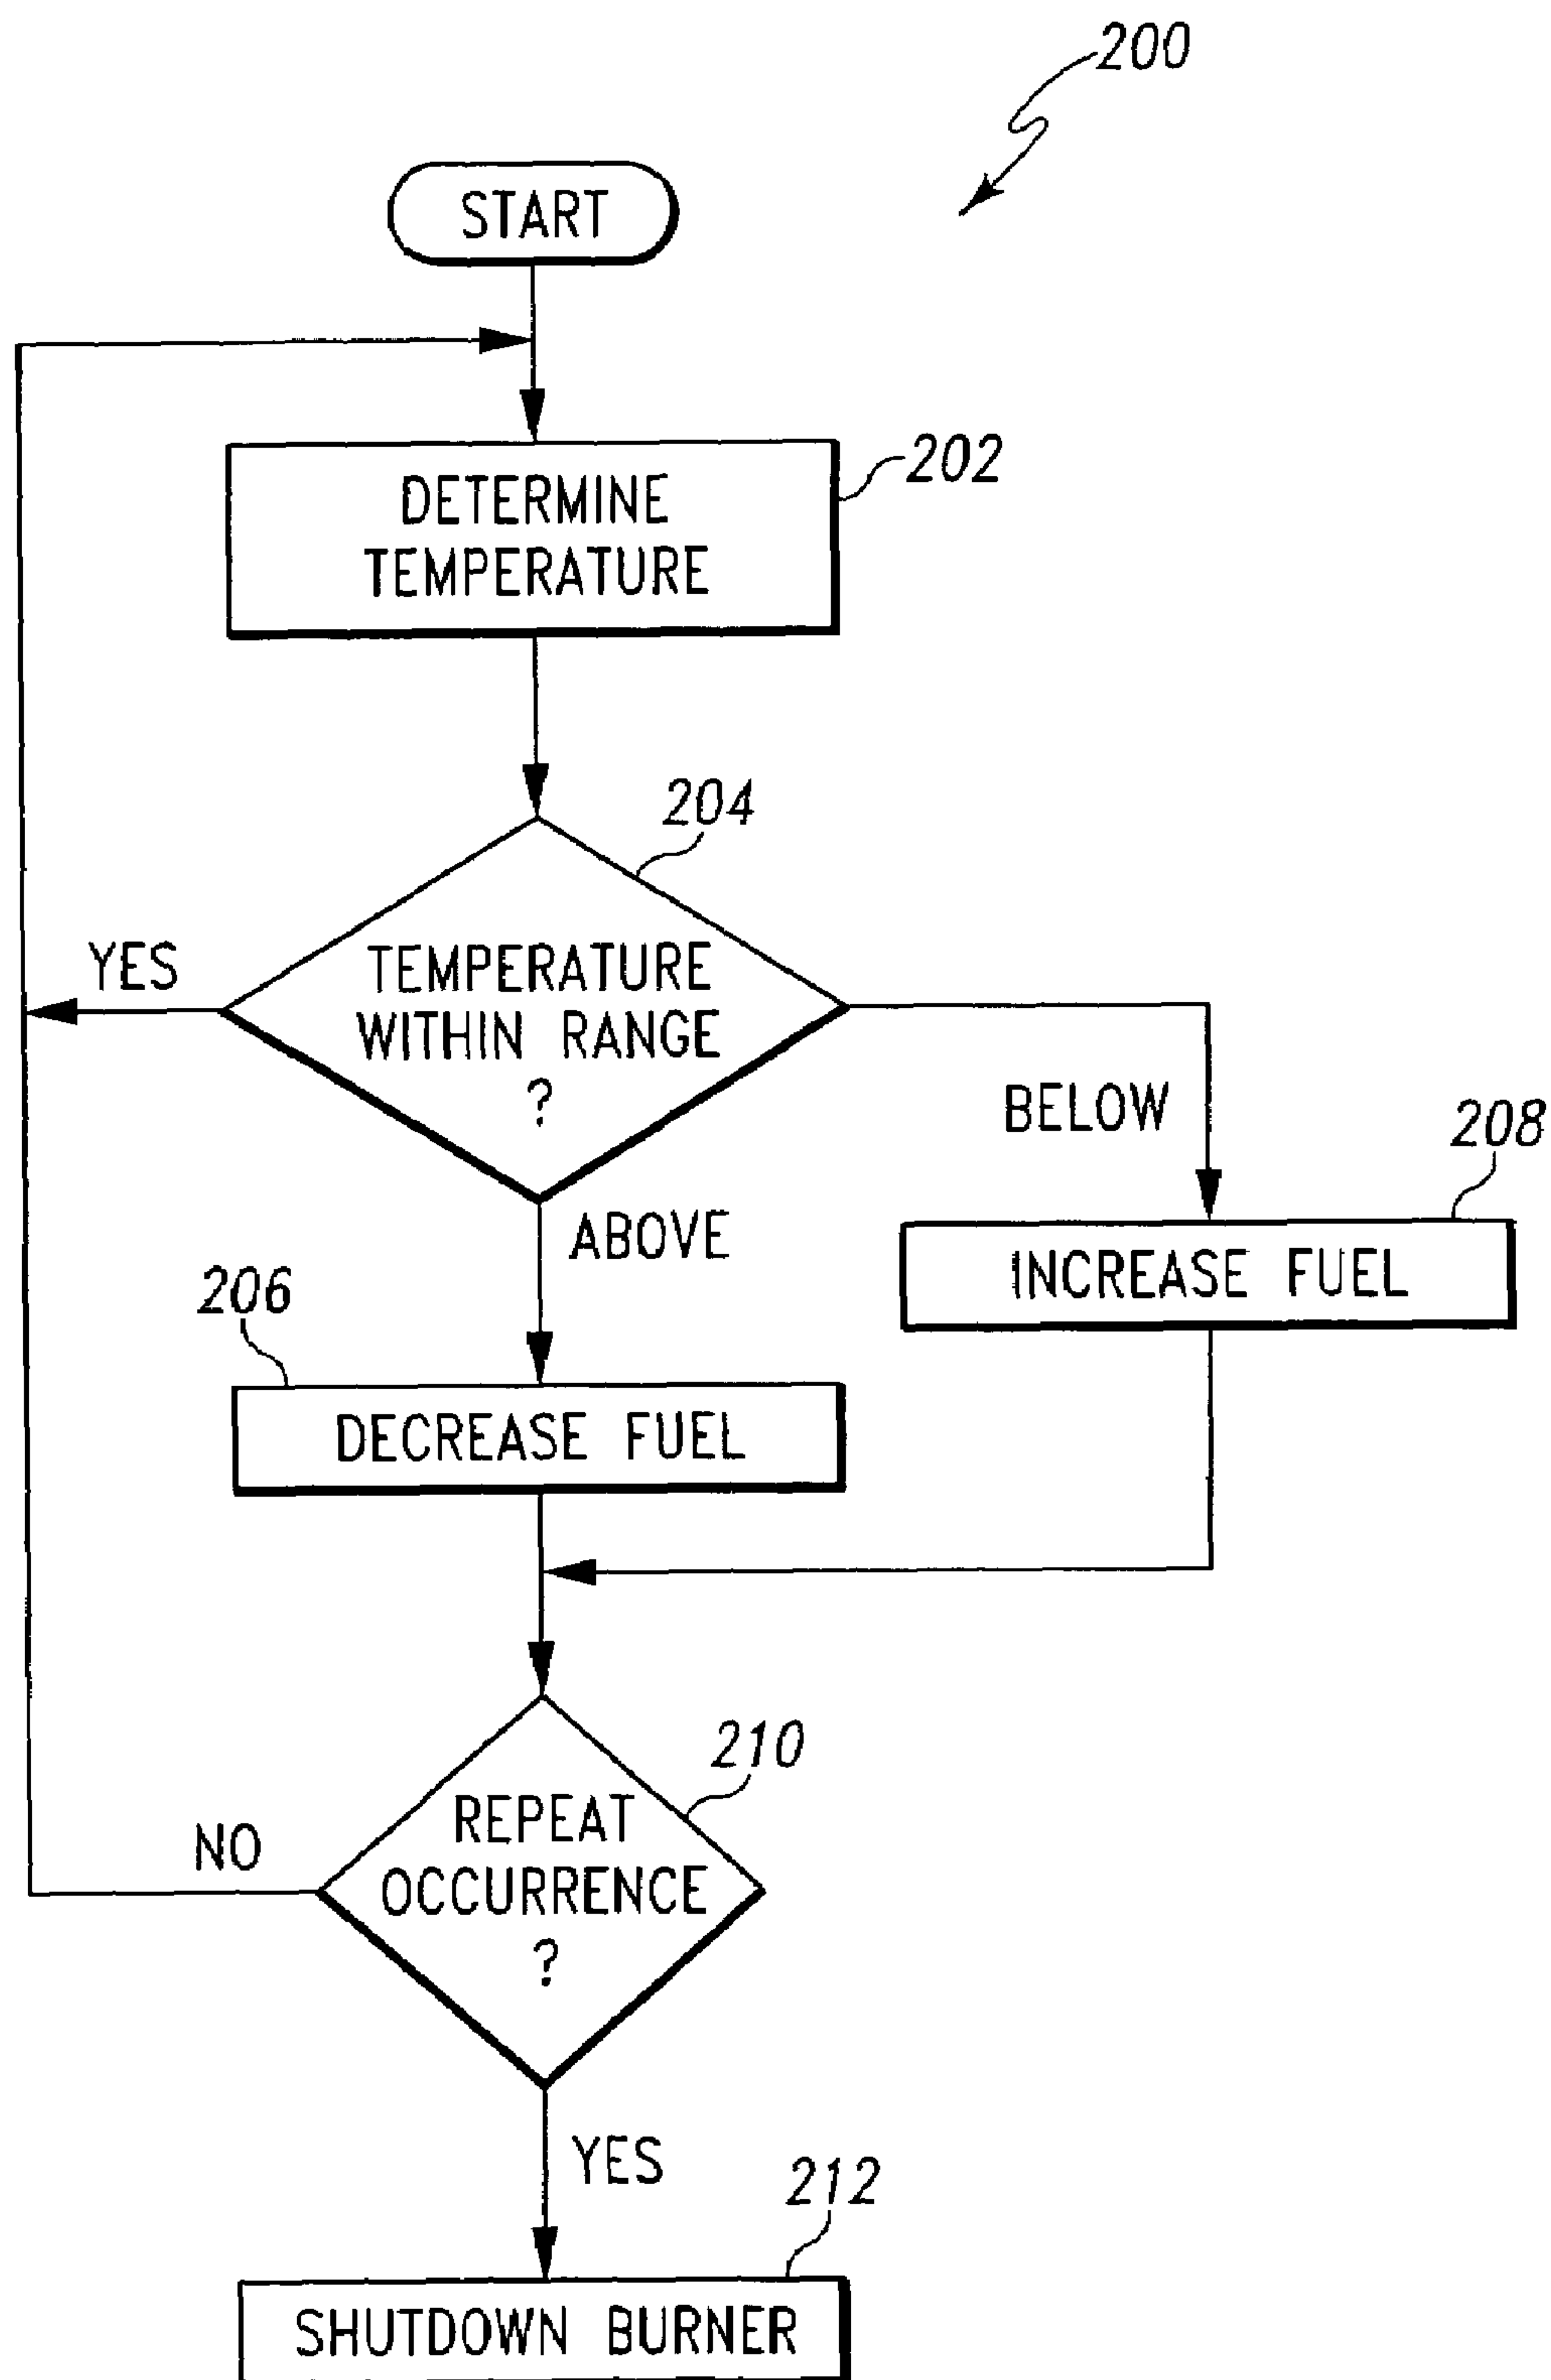 200
START
DETERMINE
TEMPERATURE
202
204
YES
TEMPERATURE
WITHIN RANGE
?
BELOW
208
ABOVE
INCREASE FUEL
206
DECREASE FUEL
210
REPEAT
OCCURRENCE
?
NO
YES
212
SHUTDOWN BURNER